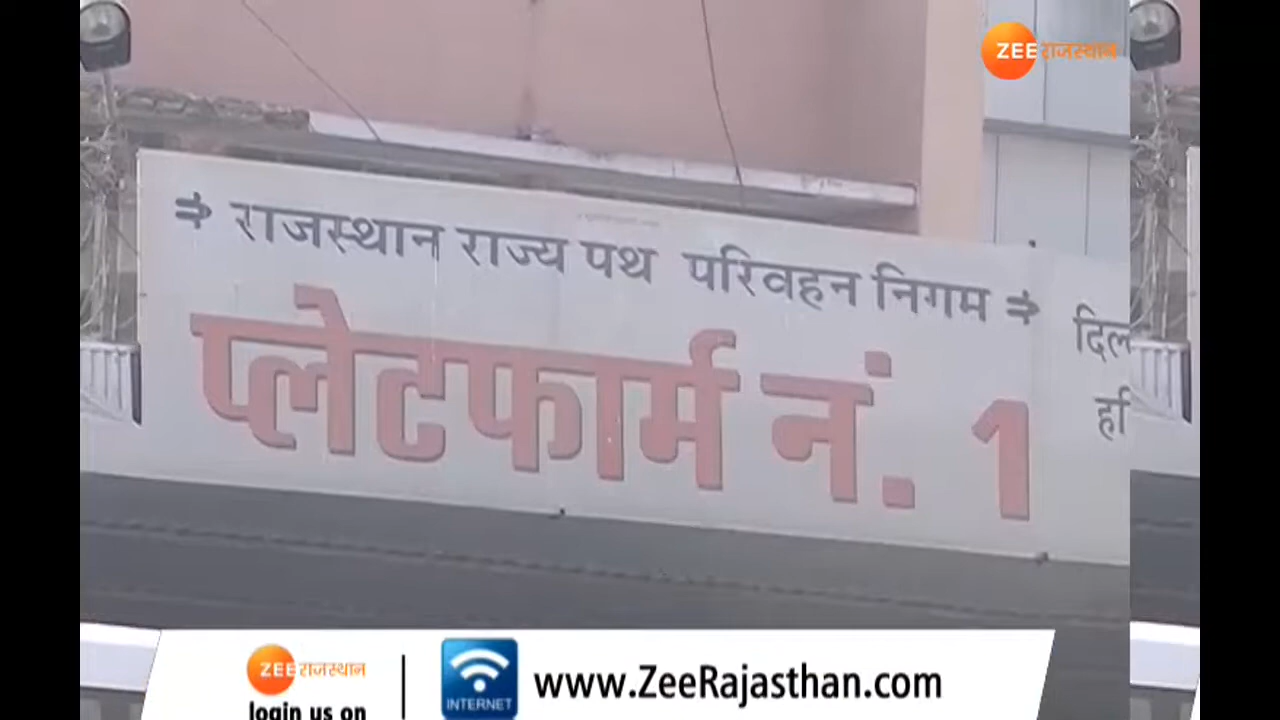 ZEE राजस्थान
⇒ राजस्थान राज्य पथ परिवहन निगम ⇒
प्लेटफार्म नं. 1
ZEE राजस्थान
login us on
INTERNET
www.ZeeRajasthan.com